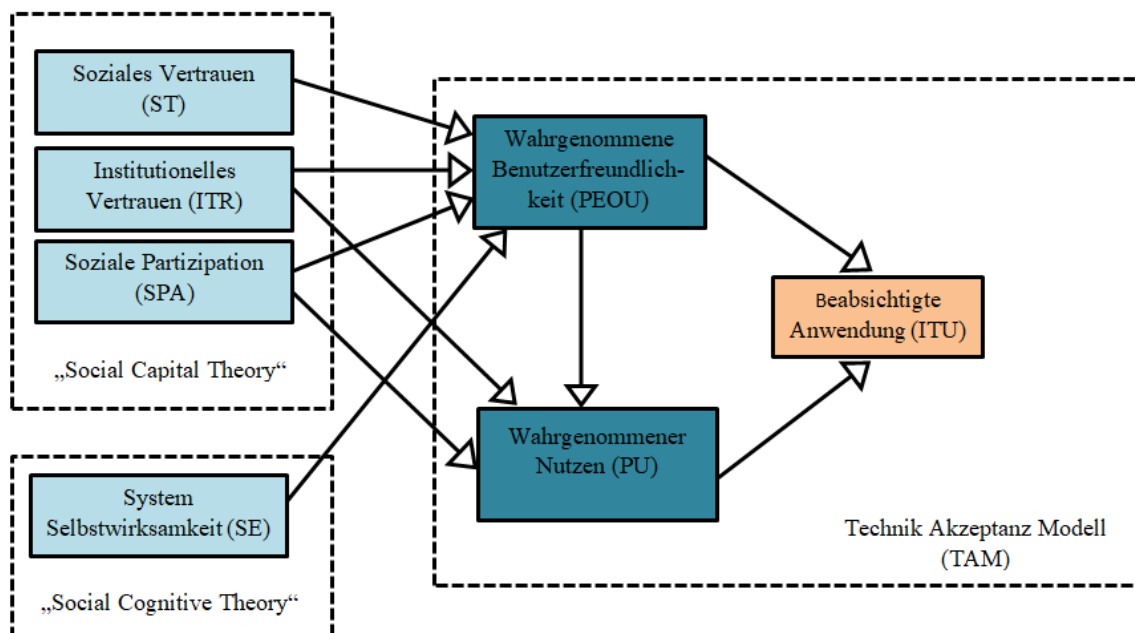 Soziales Vertrauen
(ST)
Institutionelles
Vertrauen (ITR)
Soziale Partizipation
(SPA)
„Social Capital Theory“
System
Selbstwirksamkeit (SE)
„Social Cognitive Theory“
Wahrgenommene
Benutzerfreundlich-
keit (PEOU)
Wahrgenommener
Nutzen (PU)
Beabsichtigte
Anwendung (ITU)
Technik Akzeptanz Modell
(TAM)